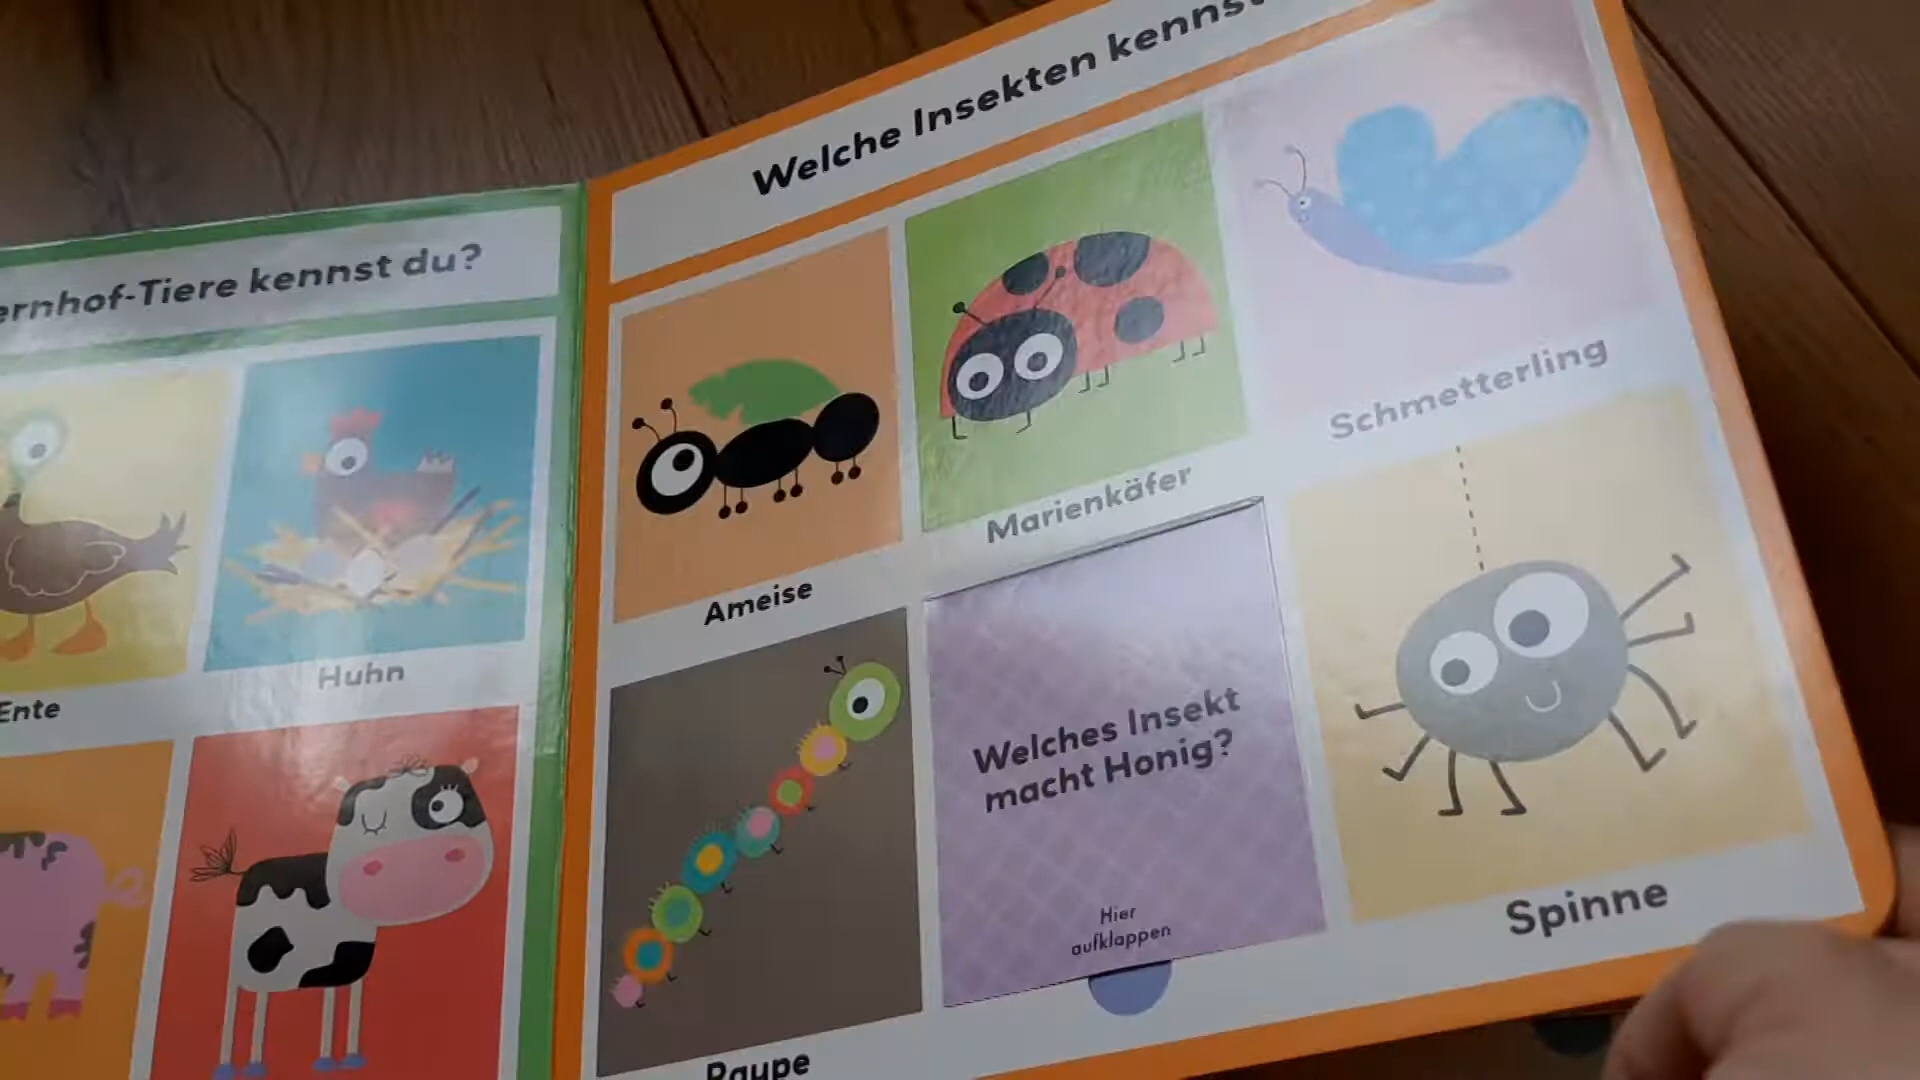 ernhof-Tiere kennst du?
Ente
Huhn
Welche Insekten kennst
Ameise
Marienkäfer
Schmetterling
Raupe
Welches Insekt
macht Honig?
Hier
aufklappen
Spinne